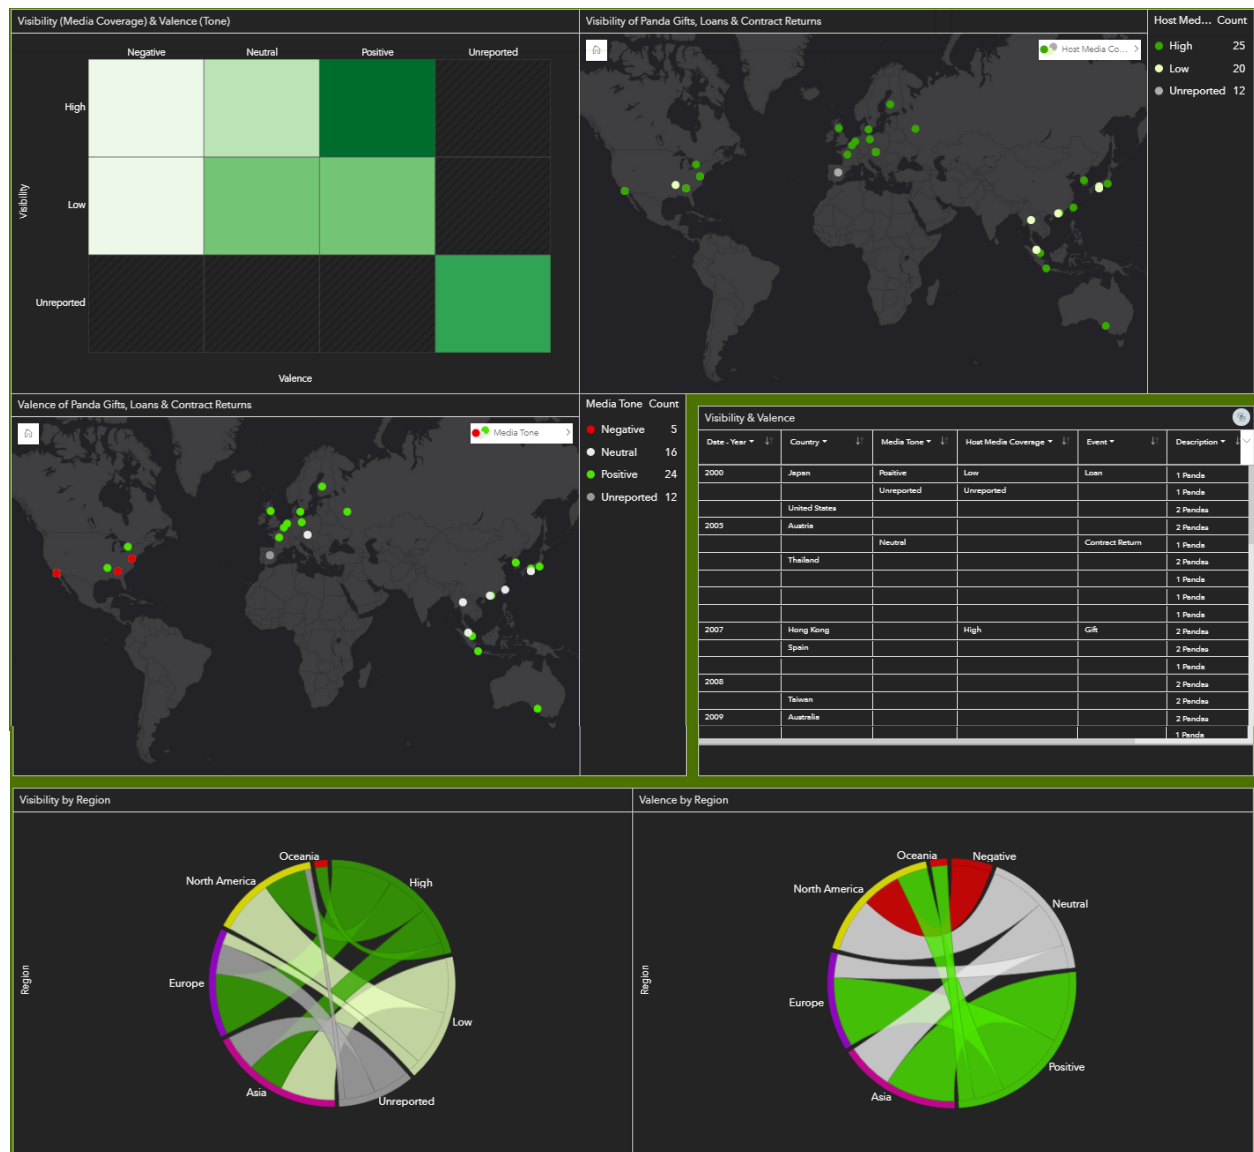 Visibility (Media Coverage) & Valence (Tone)
Negative Neutral Positive Unreported
High
Low
Unreported
Visibility
Valence
Visibility of Panda Gifts, Loans & Contract Returns
Host Media Co...
Host Med... Count
High 25
Low 20
Unreported 12
Valence of Panda Gifts, Loans & Contract Returns
Media Tone
Media Tone Count
Negative 5
Neutral 16
Positive 24
Unreported 12
Visibility & Valence
Date - Year Country Media Tone Host Media Coverage Event Description
2000 Japan Positive Low Loan 1 Panda
Unreported Unreported 1 Panda
United States 2 Pandas
2003 Austria 2 Pandas
Neutral Contract Return 1 Panda
Thailand 2 Pandas
1 Panda
1 Panda
1 Panda
2007 Hong Kong High Gift 2 Pandas
Spain 2 Pandas
1 Panda
2008 2 Pandas
Taiwan 2 Pandas
2009 Australia 2 Pandas
1 Panda
Visibility by Region
Region
Oceania
North America
Europe
Asia
High
Low
Unreported
Valence by Region
Region
Oceania
North America
Europe
Asia
Negative
Neutral
Positive